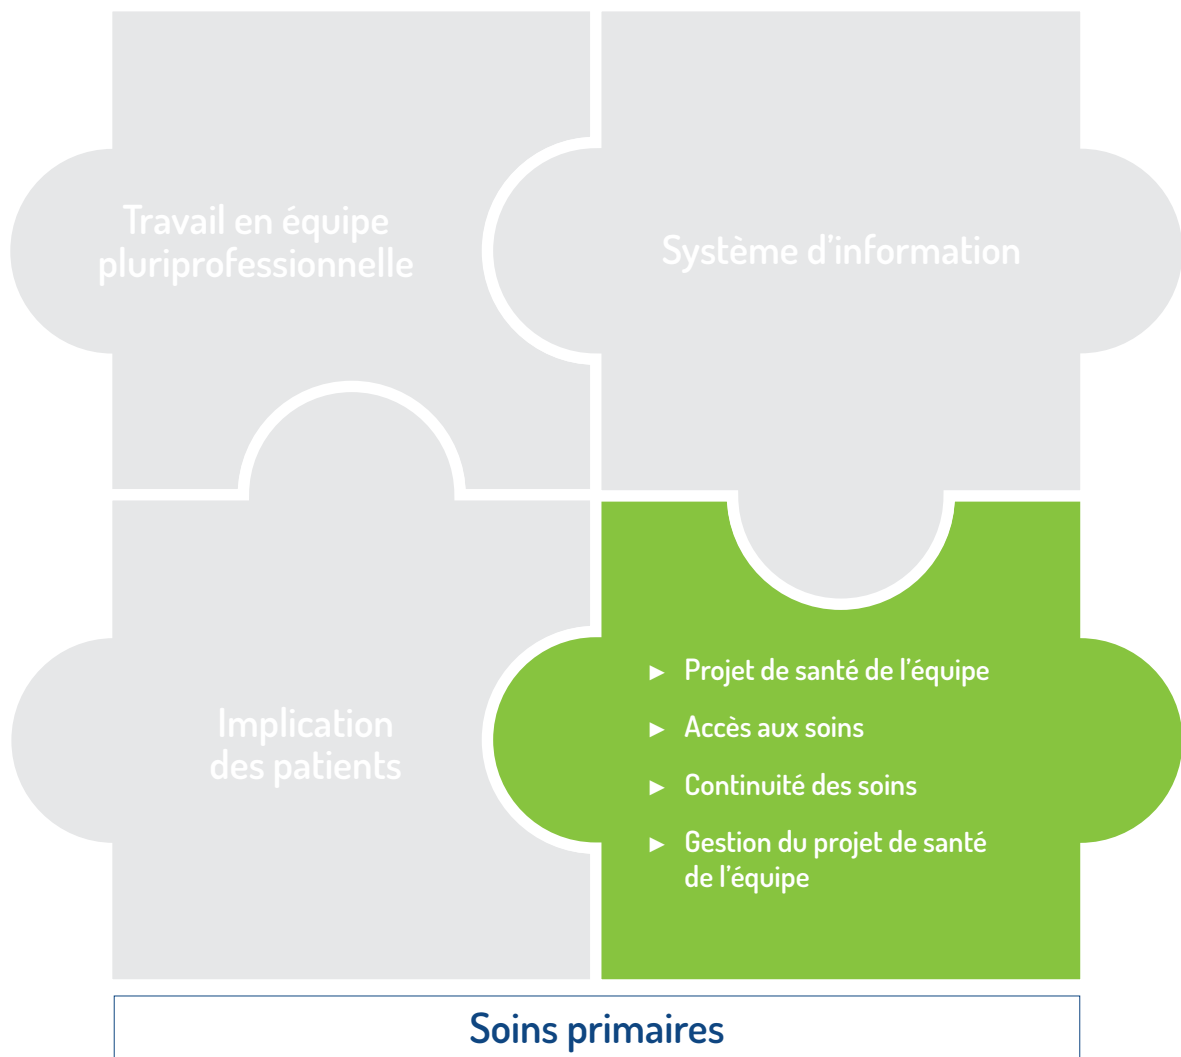 Travail en équipe
pluriprofessionnelle
Système d'information
Implication
des patients
► Projet de santé de l'équipe
► Accès aux soins
► Continuité des soins
► Gestion du projet de santé
de l'équipe
Soins primaires